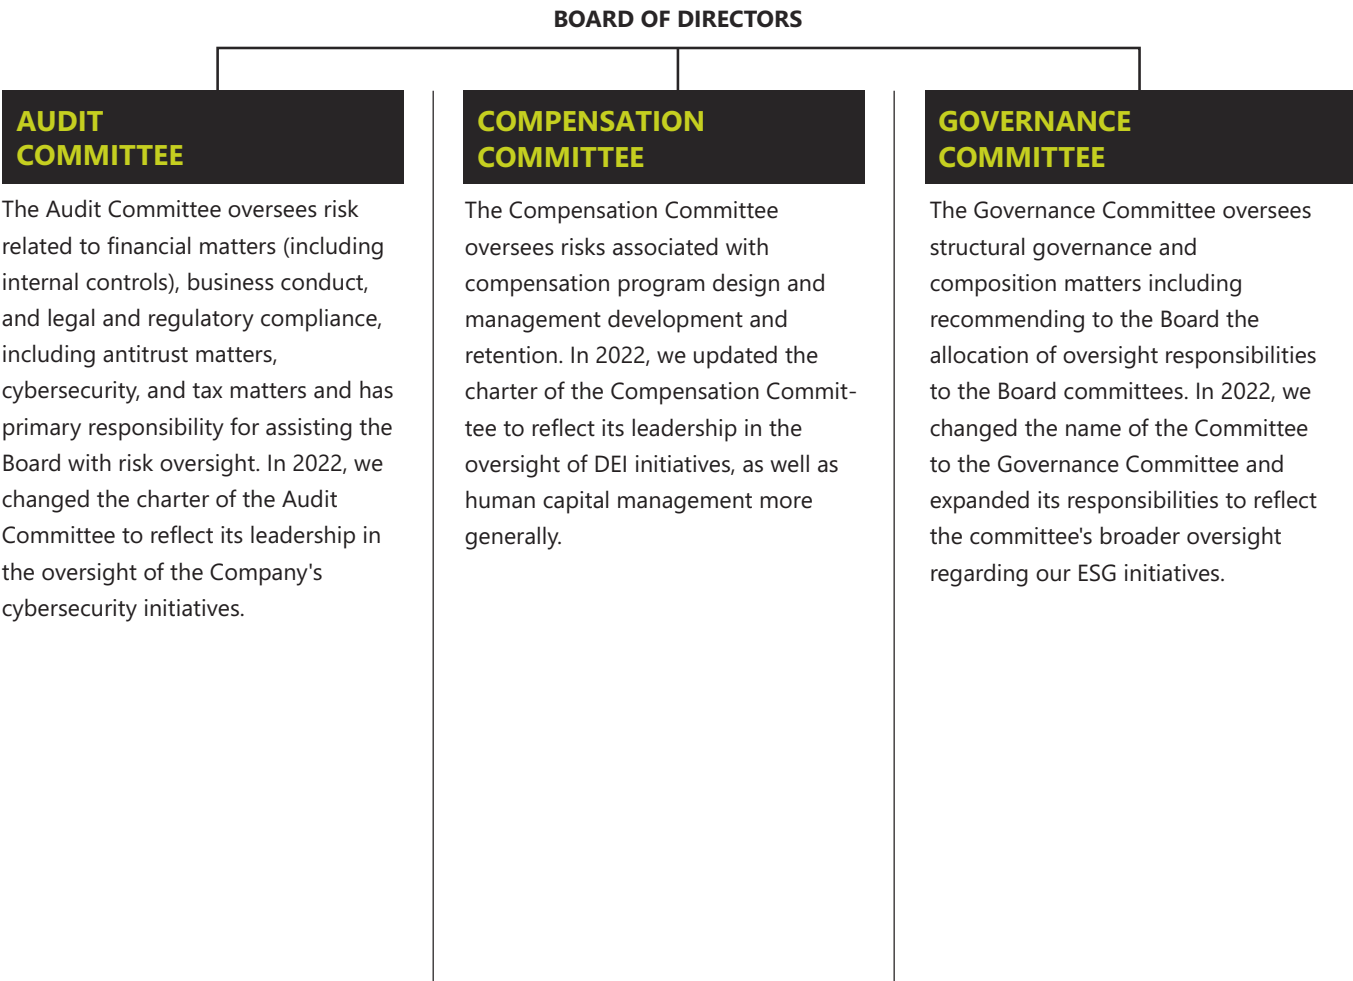 BOARD OF DIRECTORS
AUDIT
COMMITTEE
The Audit Committee oversees risk
related to financial matters (including
internal controls), business conduct,
and legal and regulatory compliance,
including antitrust matters,
cybersecurity, and tax matters and has
primary responsibility for assisting the
Board with risk oversight. In 2022, we
changed the charter of the Audit
Committee to reflect its leadership in
the oversight of the Company's
cybersecurity initiatives.
COMPENSATION
COMMITTEE
The Compensation Committee
oversees risks associated with
compensation program design and
management development and
retention. In 2022, we updated the
charter of the Compensation Commit-
tee to reflect its leadership in the
oversight of DEI initiatives, as well as
human capital management more
generally.
GOVERNANCE
COMMITTEE
The Governance Committee oversees
structural governance and
composition matters including
recommending to the Board the
allocation of oversight responsibilities
to the Board committees. In 2022, we
changed the name of the Committee
to the Governance Committee and
expanded its responsibilities to reflect
the committee's broader oversight
regarding our ESG initiatives.